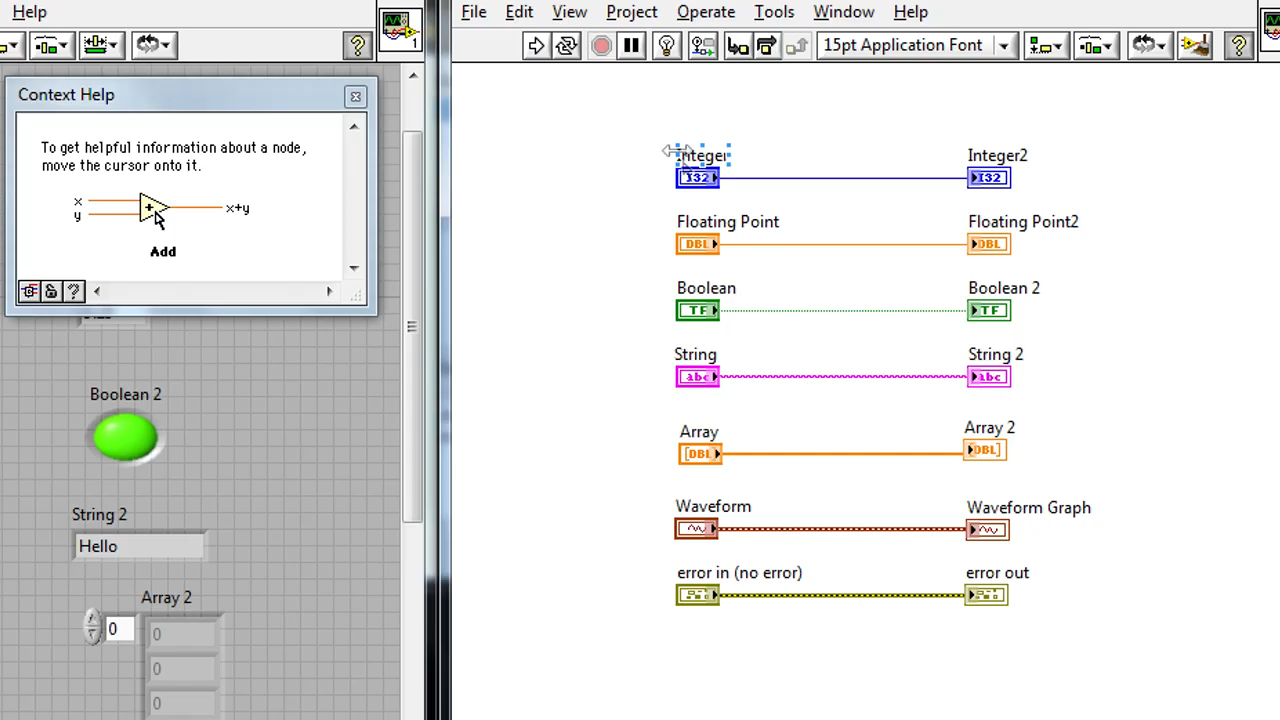 Help
File Edit View Project Operate Tools Window Help
1
15pt Application Font
Context Help
To get helpful information about a node,
move the cursor onto it.
x
y
x+y
Add
Boolean 2
String 2
Hello
Array 2
0
0
0
0
Integer
I32
Integer2
I32
Floating Point
DBL
Floating Point2
DBL
Boolean
TF
Boolean 2
TF
String
abc
String 2
abc
Array
[DBL
Array 2
DBL]
Waveform
Waveform Graph
error in (no error)
error out